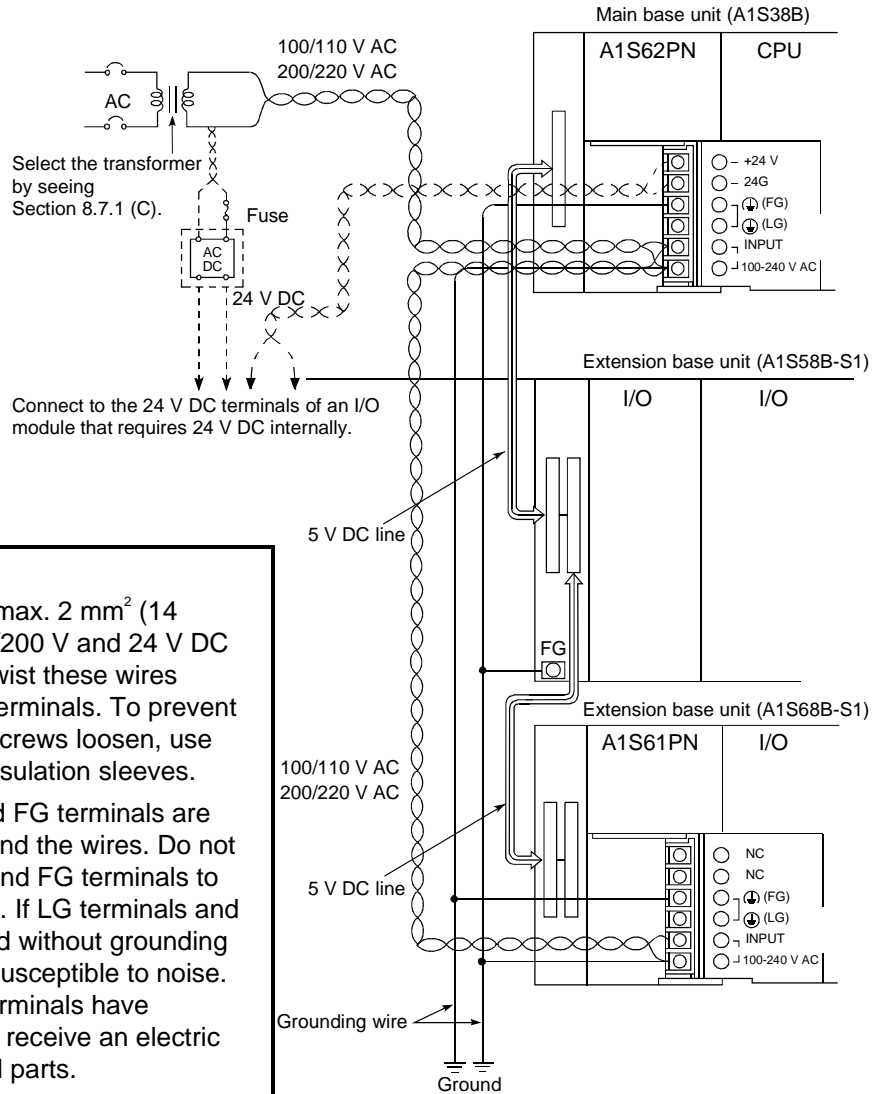 Main base unit (A1S38B)
100/110 V AC
200/220 V AC
A1S62PN
CPU
AC
Select the transformer
by seeing
Section 8.7.1 (C).
Fuse
AC
DC
24 V DC
+24 V
24G
(FG)
(LG)
INPUT
100-240 V AC
Connect to the 24 V DC terminals of an I/O
module that requires 24 V DC internally.
Extension base unit (A1S58B-S1)
I/O
I/O
5 V DC line
FG
max. 2 mm² (14
/200 V and 24 V DC
wist these wires
erminals. To prevent
screws loosen, use
sulation sleeves.
d FG terminals are
und the wires. Do not
and FG terminals to
. If LG terminals and
d without grounding
susceptible to noise.
erminals have
receive an electric
l parts.
Extension base unit (A1S68B-S1)
A1S61PN
I/O
100/110 V AC
200/220 V AC
5 V DC line
NC
NC
(FG)
(LG)
INPUT
100-240 V AC
Grounding wire
Ground